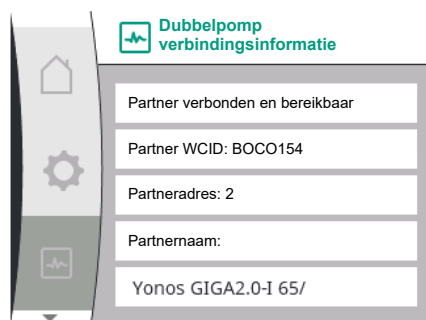 Dubbelpomp
verbindingsinformatie
Partner verbonden en bereikbaar
Partner WCID: BOCO154
Partneradres: 2
Partnernaam:
Yonos GIGA2.0-I 65/